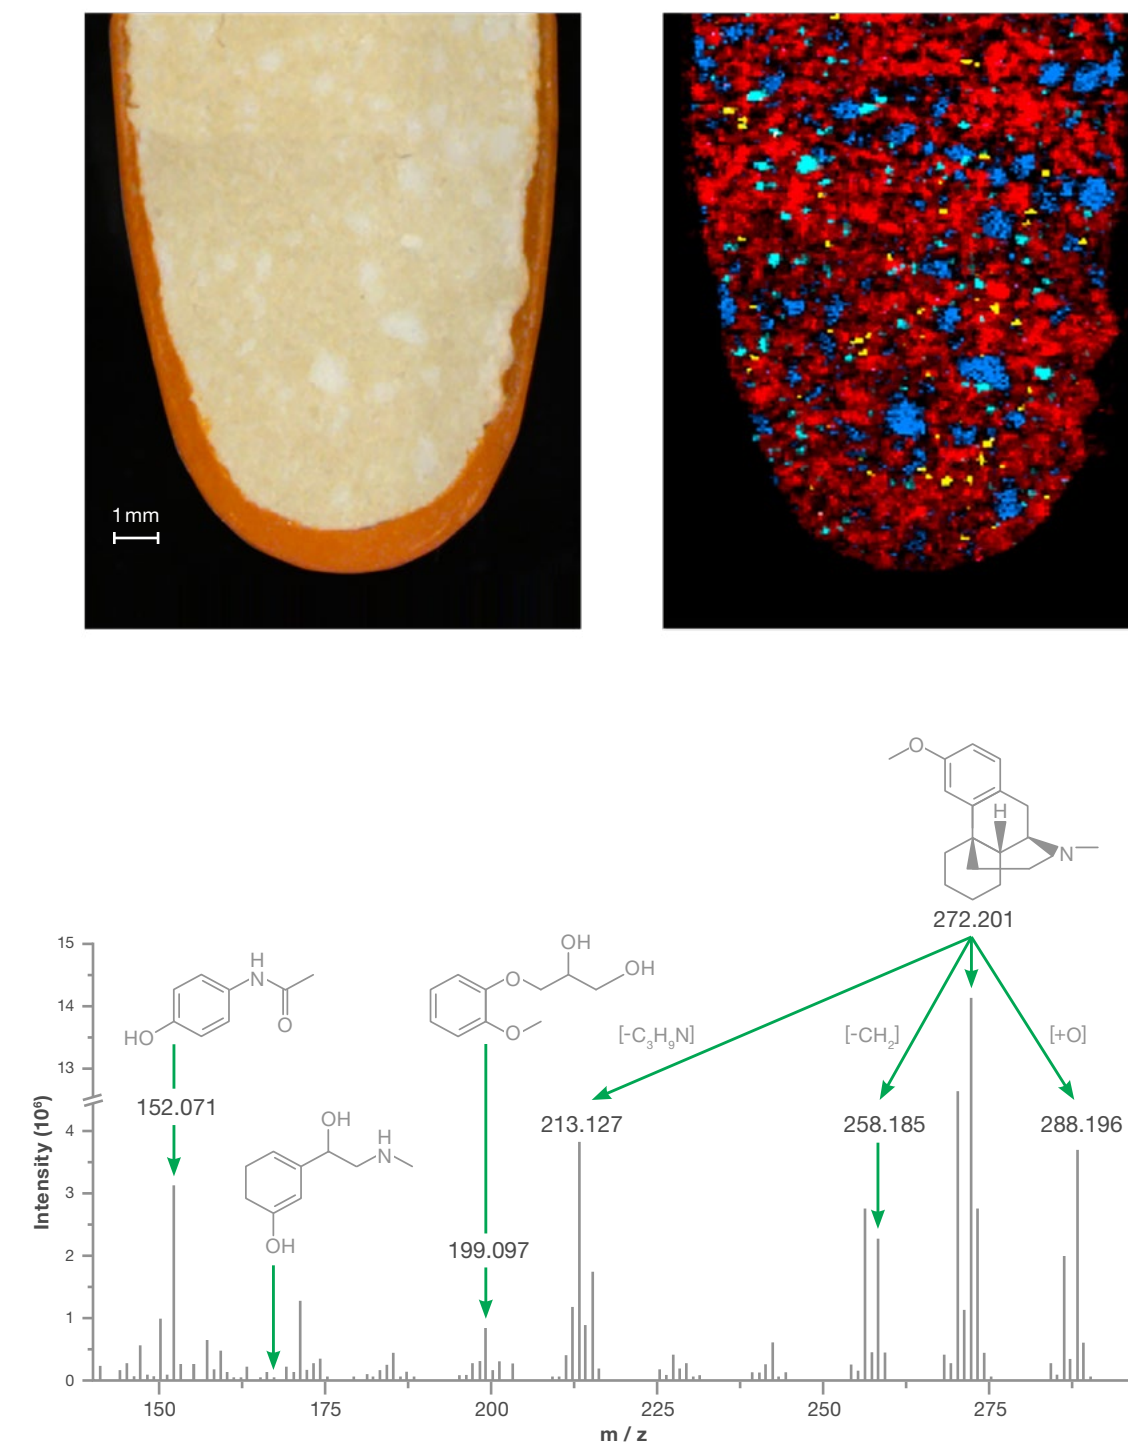 1 mm
O
H
N
272.201
15
14
13
4
3
2
1
0
Intensity (10⁶)
H
N
O
HO
152.071
OH
H
N
OH
OH
OH
O
O
199.097
[-C₃H₉N]
[-CH₂]
[+O]
213.127
258.185
288.196
150
175
200
225
250
275
m / z